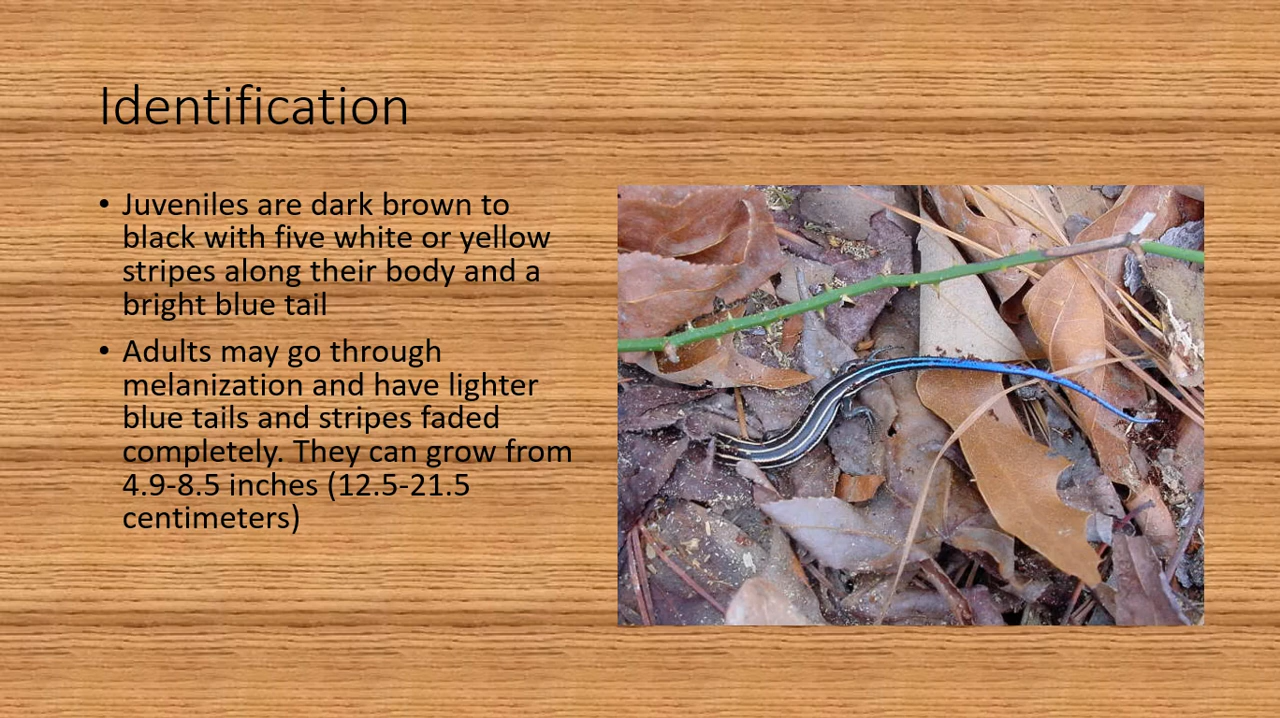 Identification
• Juveniles are dark brown to
black with five white or yellow
stripes along their body and a
bright blue tail
• Adults may go through
melanization and have lighter
blue tails and stripes faded
completely. They can grow from
4.9-8.5 inches (12.5-21.5
centimeters)